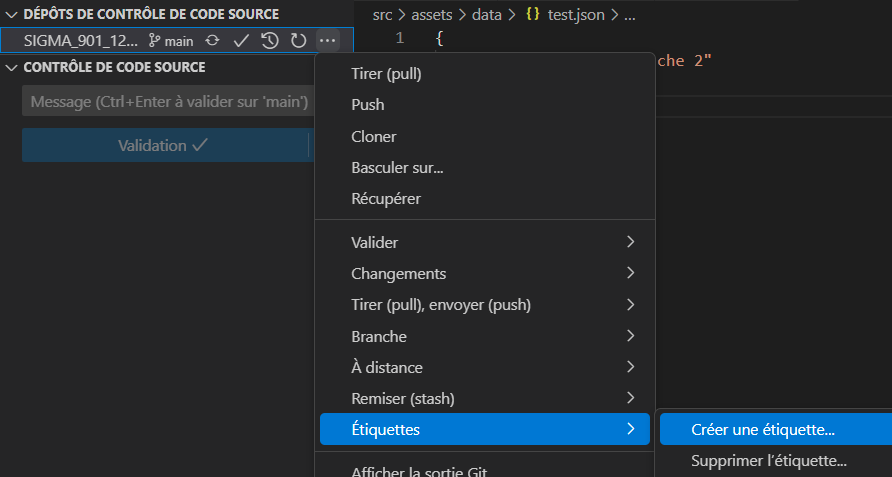 DÉPÔTS DE CONTRÔLE DE CODE SOURCE
SIGMA_901_12... main
CONTRÔLE DE CODE SOURCE
Message (Ctrl+Enter à valider sur 'main')
Validation
src > assets > data > {} test.json > ...
1 {
che 2"
Tirer (pull)
Push
Cloner
Basculer sur...
Récupérer
Valider
Changements
Tirer (pull), envoyer (push)
Branche
À distance
Remiser (stash)
Étiquettes
Afficher la sortie Git
Créer une étiquette...
Supprimer l'étiquette...